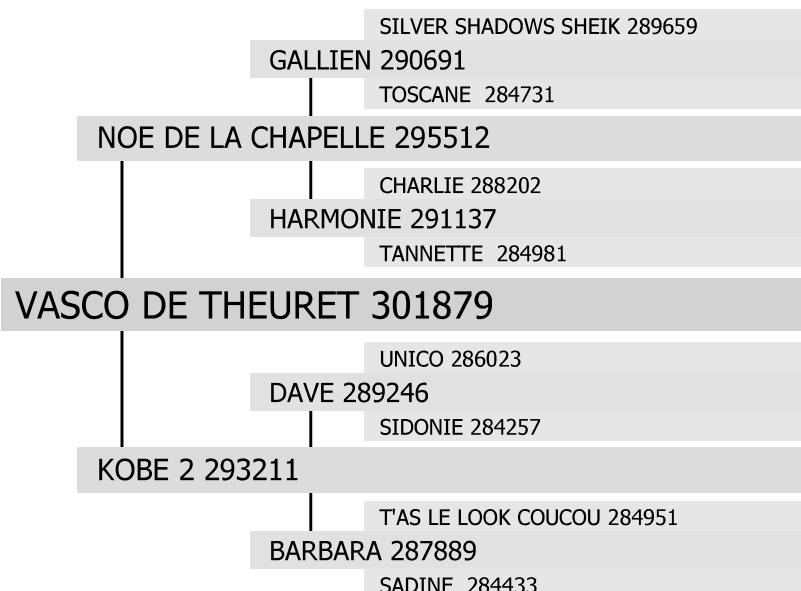 SILVER SHADOWS SHEIK 289659
GALLIEN 290691
TOSCANE 284731
NOE DE LA CHAPELLE 295512
CHARLIE 288202
HARMONIE 291137
TANNETTE 284981
VASCO DE THEURET 301879
UNICO 286023
DAVE 289246
SIDONIE 284257
KOBE 2 293211
T'AS LE LOOK COUCOU 284951
BARBARA 287889
SADINE 284433